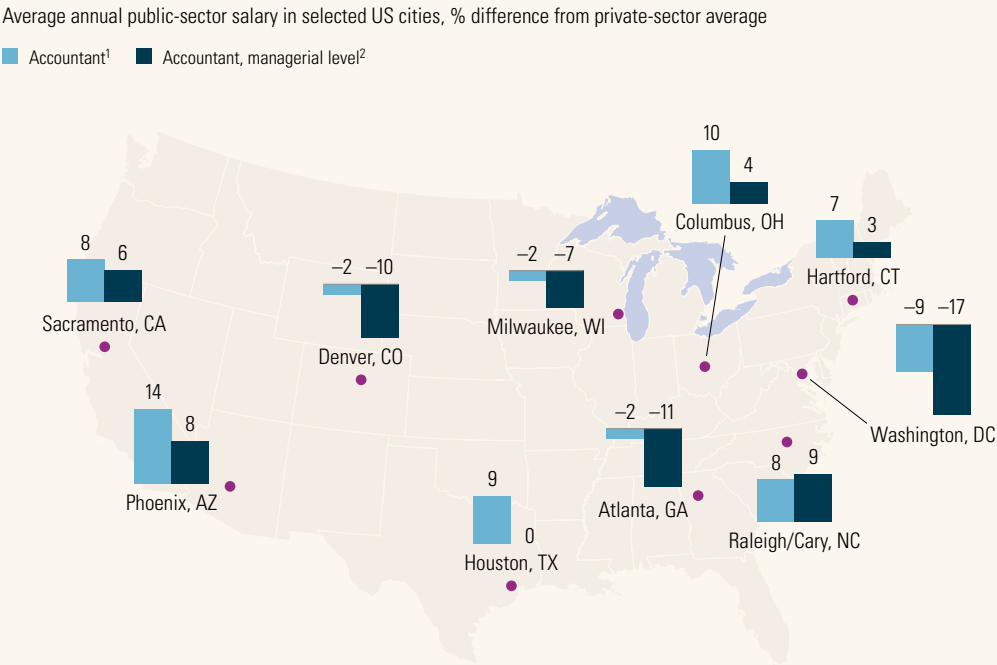 Average annual public-sector salary in selected US cities, % difference from private-sector average
Accountant¹
Accountant, managerial level²
10
4
Columbus, OH
7
3
Hartford, CT
8
6
Sacramento, CA
–2 –10
Denver, CO
–2 –7
Milwaukee, WI
–9 –17
Washington, DC
14
8
Phoenix, AZ
9
0
Houston, TX
–2 –11
Atlanta, GA
8
9
Raleigh/Cary, NC